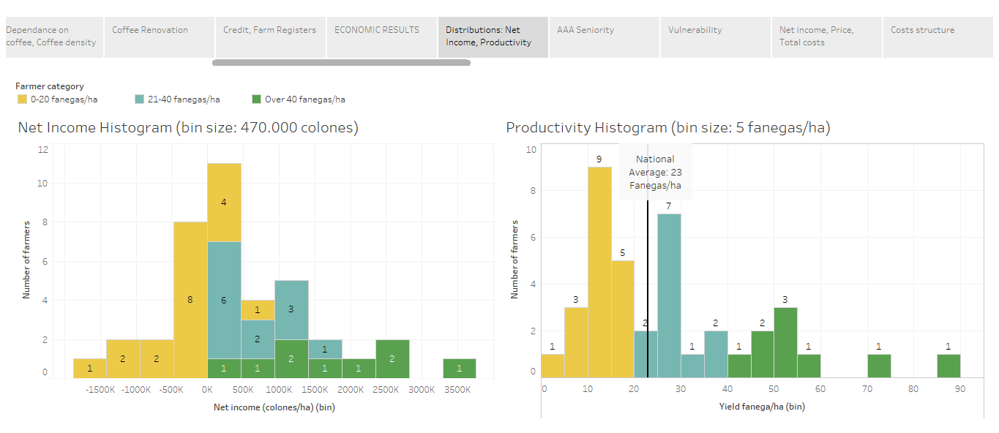 Dependance on
coffee, Coffee density
Coffee Renovation
Credit, Farm Registers
ECONOMIC RESULTS
Distributions: Net
Income, Productivity
AAA Seniority
Vulnerability
Net income, Price,
Total costs
Costs structure
Farmer category
0-20 fanegas/ha
21-40 fanegas/ha
Over 40 fanegas/ha
Net Income Histogram (bin size: 470.000 colones)
12
10
8
6
4
2
0
Number of farmers
1
2
2
8
4
6
1
1
2
1
3
2
1
1
1
2
1
-1500K -1000K -500K 0K 500K 1000K 1500K 2000K 2500K 3000K 3500K
Net income (colones/ha) (bin)
Productivity Histogram (bin size: 5 fanegas/ha)
10
8
6
4
2
0
Number of farmers
National
Average: 23
Fanegas/ha
1
3
9
5
2
7
1
2
1
2
3
1
1
1
0 10 20 30 40 50 60 70 80 90
Yield fanega/ha (bin)